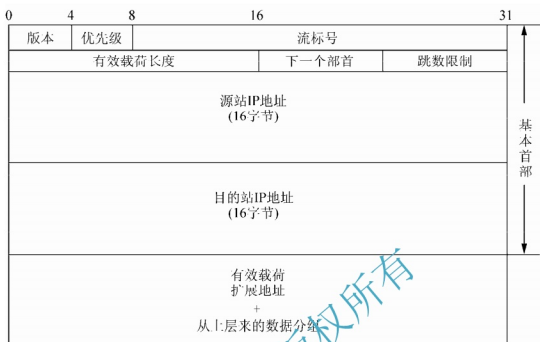 0 4 8 16 31
版本 优先级 流标号
有效载荷长度 下一个部首 跳数限制
源站IP地址
(16字节)
目的站IP地址
(16字节)
基本首部
有效载荷
扩展地址
+
从上层来的数据分组
权所有